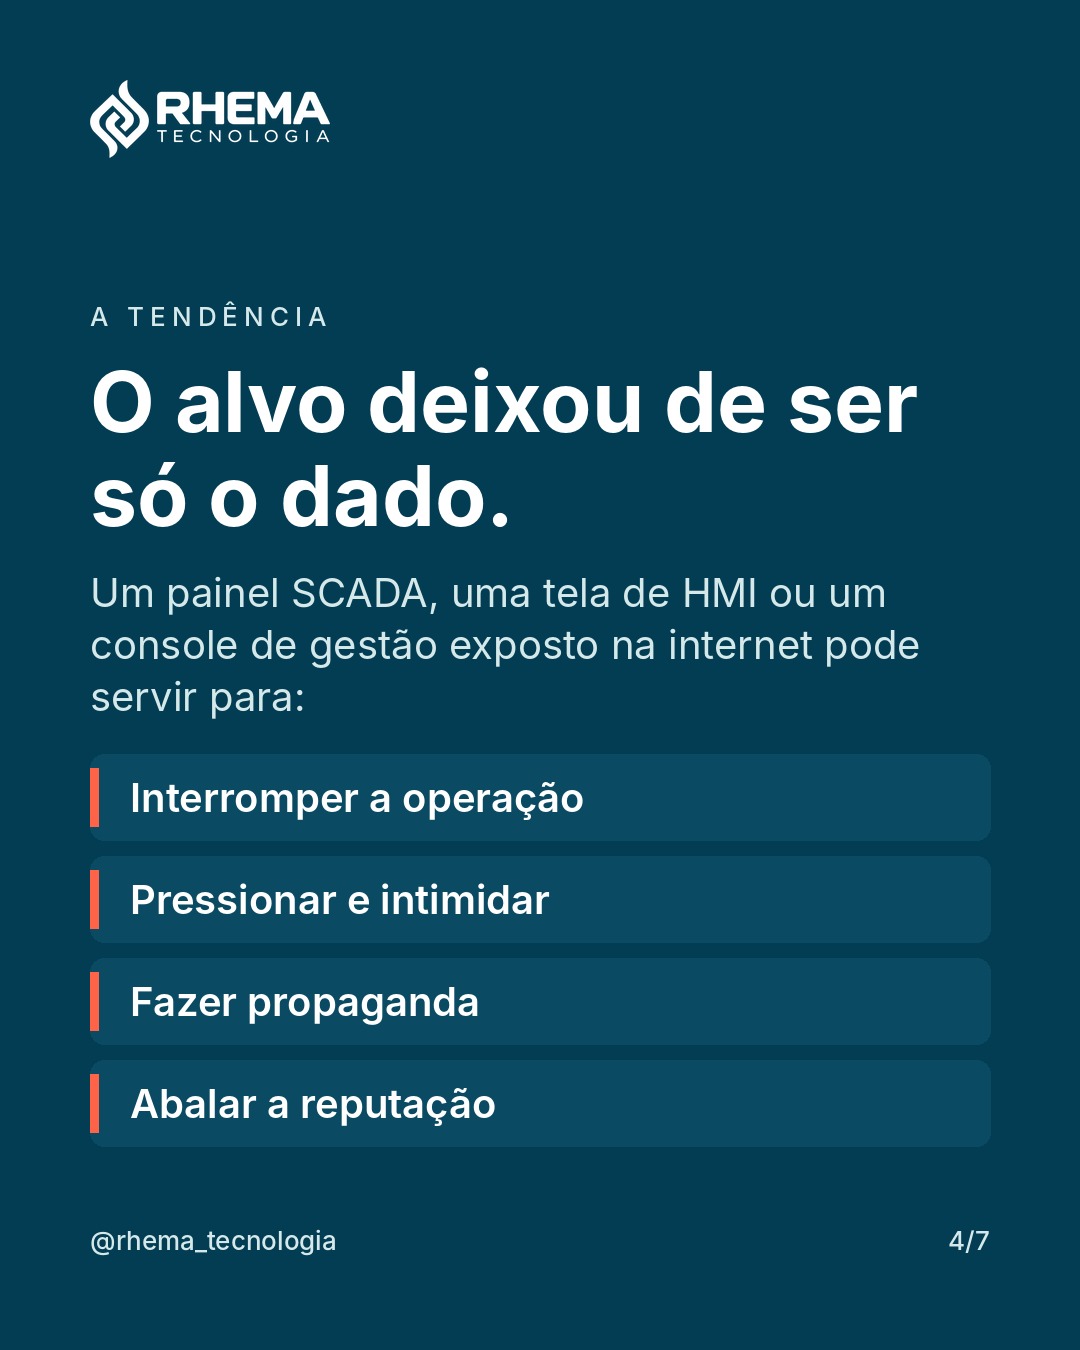 RHEMA
TECNOLOGIA
A TENDÊNCIA
O alvo deixou de ser
só o dado.
Um painel SCADA, uma tela de HMI ou um
console de gestão exposto na internet pode
servir para:
Interromper a operação
Pressionar e intimidar
Fazer propaganda
Abalar a reputação
@rhema_tecnologia
4/7